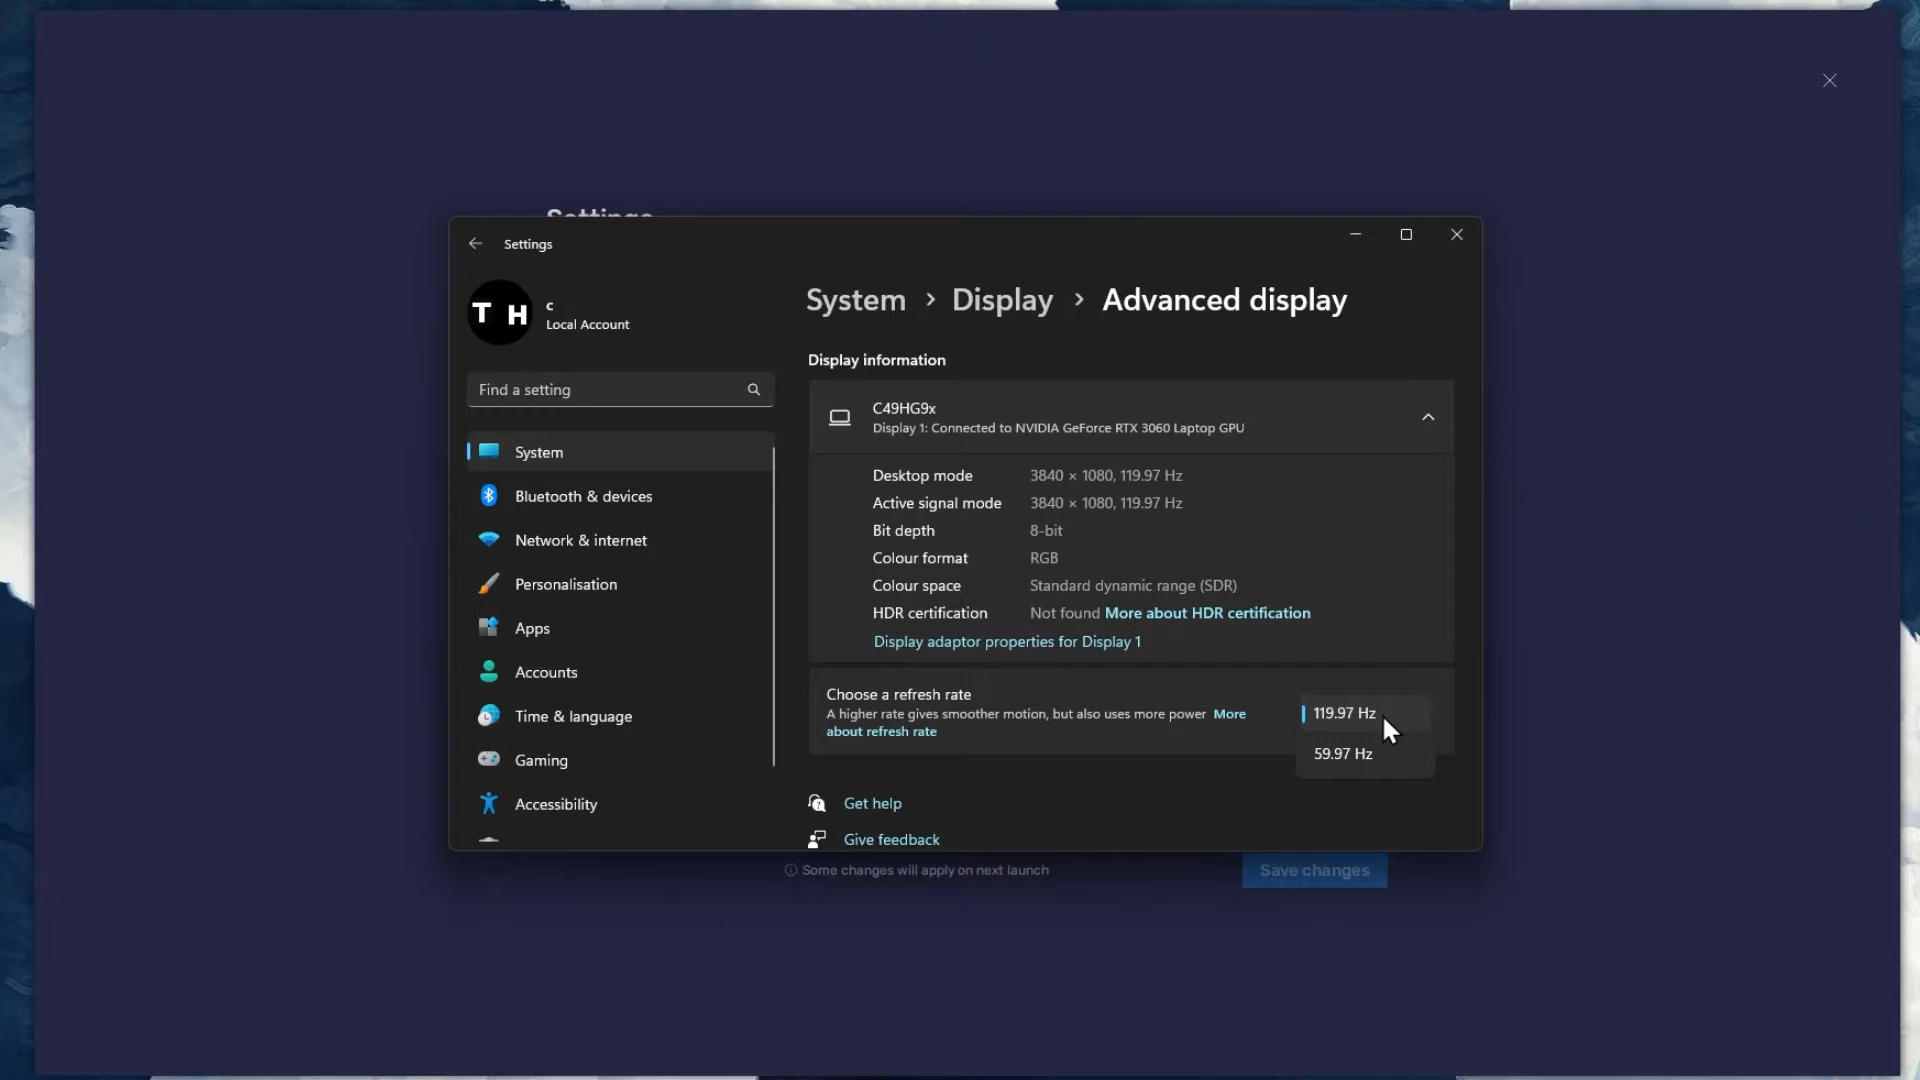 Settings
Settings
T H
c
Local Account
Find a setting
System
Bluetooth & devices
Network & internet
Personalisation
Apps
Accounts
Time & language
Gaming
Accessibility
System › Display › Advanced display
Display information
C49HG9x
Display 1: Connected to NVIDIA GeForce RTX 3060 Laptop GPU
Desktop mode 3840 × 1080, 119.97 Hz
Active signal mode 3840 × 1080, 119.97 Hz
Bit depth 8-bit
Colour format RGB
Colour space Standard dynamic range (SDR)
HDR certification Not found More about HDR certification
Display adaptor properties for Display 1
Choose a refresh rate
A higher rate gives smoother motion, but also uses more power More
about refresh rate
119.97 Hz
59.97 Hz
Get help
Give feedback
Some changes will apply on next launch
Save changes